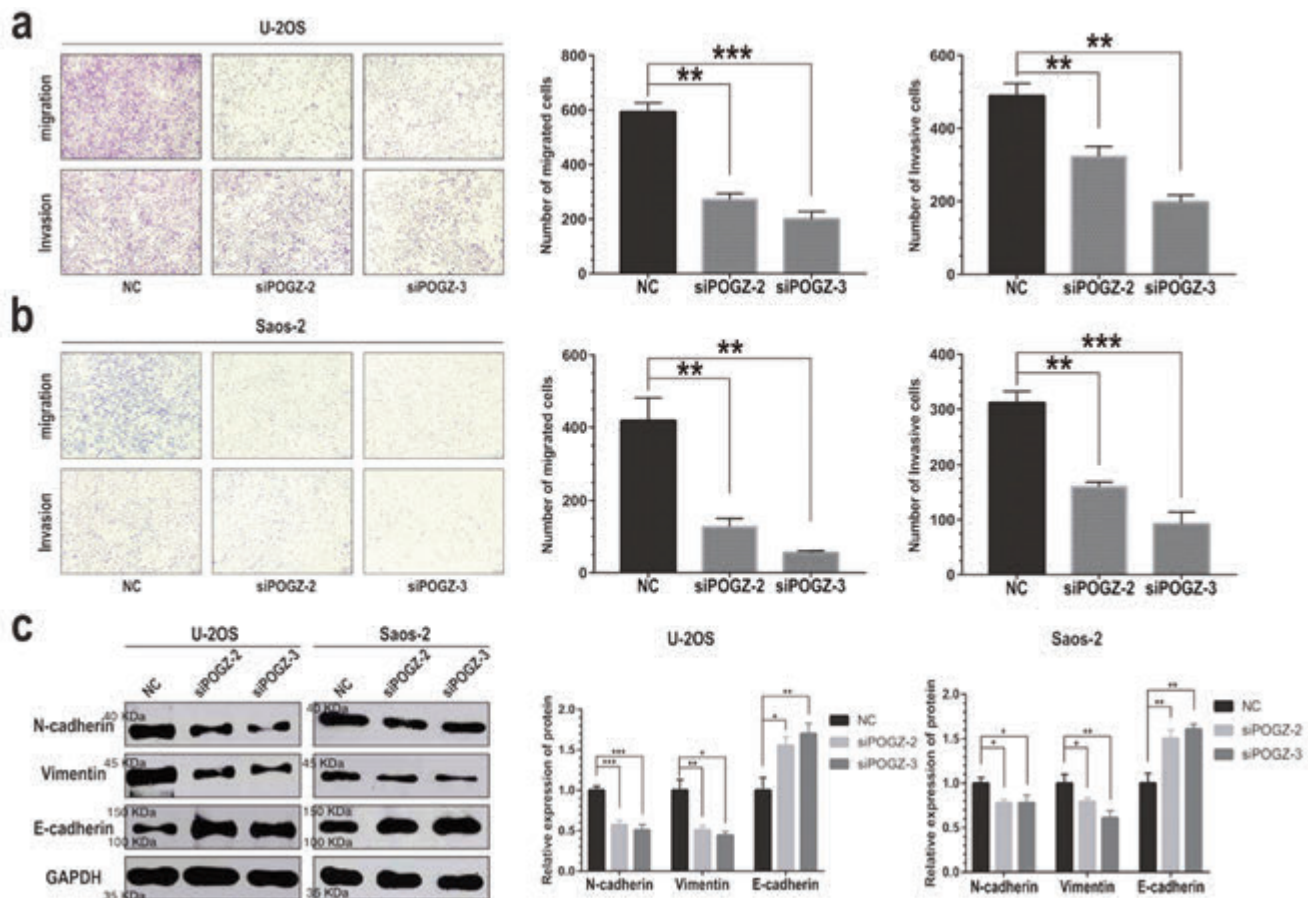 a
U-2OS
migration
Invasion
NC siPOGZ-2 siPOGZ-3
Number of migrated cells
800
600
400
200
0
***
**
NC siPOGZ-2 siPOGZ-3
Number of Invasive cells
600
400
200
0
**
**
NC siPOGZ-2 siPOGZ-3
b
Saos-2
migration
Invasion
NC siPOGZ-2 siPOGZ-3
Number of migrated cells
600
400
200
0
**
**
NC siPOGZ-2 siPOGZ-3
Number of Invasive cells
400
300
200
100
0
***
**
NC siPOGZ-2 siPOGZ-3
c
U-2OS Saos-2
NC siPOGZ-2 siPOGZ-3 NC siPOGZ-2 siPOGZ-3
N-cadherin 40 KDa 40 KDa
Vimentin 45 KDa 45 KDa
E-cadherin 150 KDa 150 KDa
100 KDa 100 KDa
GAPDH
35 KDa 35 KDa
U-2OS
Relative expression of protein
2.0
1.5
1.0
0.5
0.0
***
***
*
**
**
*
N-cadherin Vimentin E-cadherin
NC
siPOGZ-2
siPOGZ-3
Saos-2
Relative expression of protein
2.0
1.5
1.0
0.5
0.0
*
*
**
*
**
**
N-cadherin Vimentin E-cadherin
NC
siPOGZ-2
siPOGZ-3